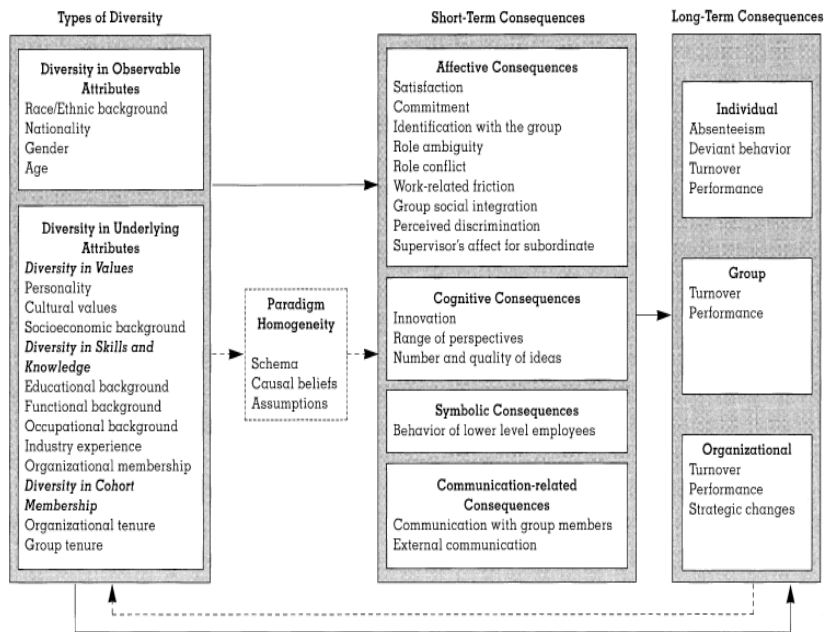 Types of Diversity
Diversity in Observable
Attributes
Race/Ethnic background
Nationality
Gender
Age
Diversity in Underlying
Attributes
Diversity in Values
Personality
Cultural values
Socioeconomic background
Diversity in Skills and
Knowledge
Educational background
Functional background
Occupational background
Industry experience
Organizational membership
Diversity in Cohort
Membership
Organizational tenure
Group tenure
Paradigm
Homogeneity
Schema
Causal beliefs
Assumptions
Short-Term Consequences
Affective Consequences
Satisfaction
Commitment
Identification with the group
Role ambiguity
Role conflict
Work-related friction
Group social integration
Perceived discrimination
Supervisor's affect for subordinate
Cognitive Consequences
Innovation
Range of perspectives
Number and quality of ideas
Symbolic Consequences
Behavior of lower level employees
Communication-related
Consequences
Communication with group members
External communication
Long-Term Consequences
Individual
Absenteeism
Deviant behavior
Turnover
Performance
Group
Turnover
Performance
Organizational
Turnover
Performance
Strategic changes